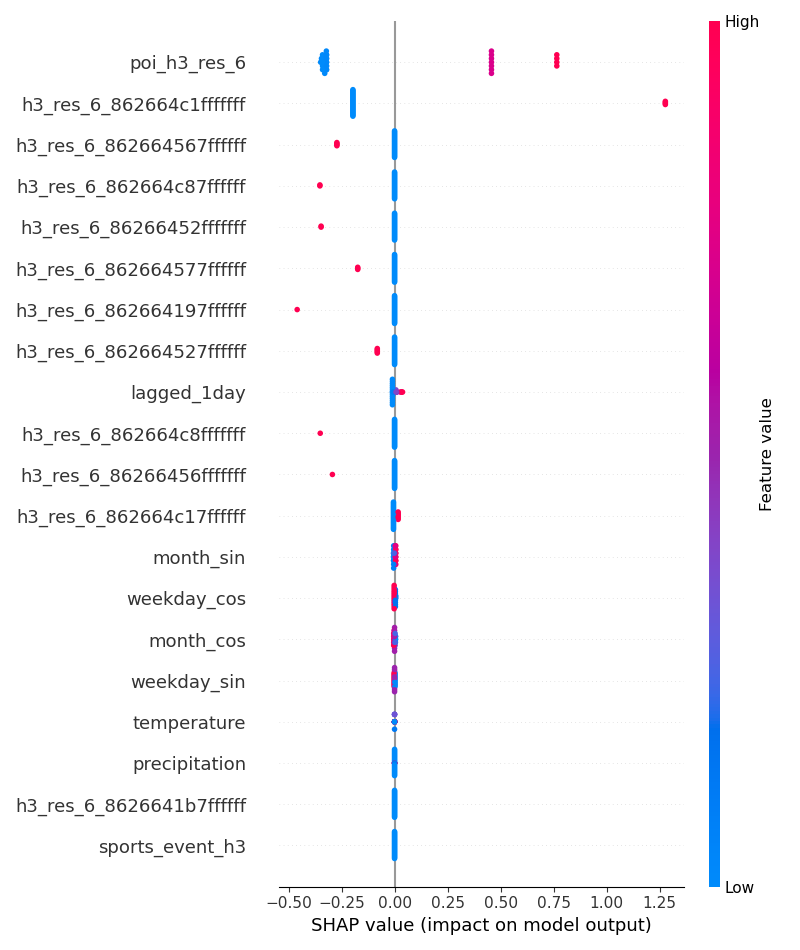 High
poi_h3_res_6
h3_res_6_862664c1fffffff
h3_res_6_862664567ffffff
h3_res_6_862664c87ffffff
h3_res_6_86266452fffffff
h3_res_6_862664577ffffff
h3_res_6_862664197ffffff
h3_res_6_862664527ffffff
lagged_1day
h3_res_6_862664c8fffffff
h3_res_6_86266456fffffff
h3_res_6_862664c17ffffff
month_sin
weekday_cos
month_cos
weekday_sin
temperature
precipitation
h3_res_6_8626641b7ffffff
sports_event_h3
Feature value
Low
−0.50 −0.25 0.00 0.25 0.50 0.75 1.00 1.25
SHAP value (impact on model output)